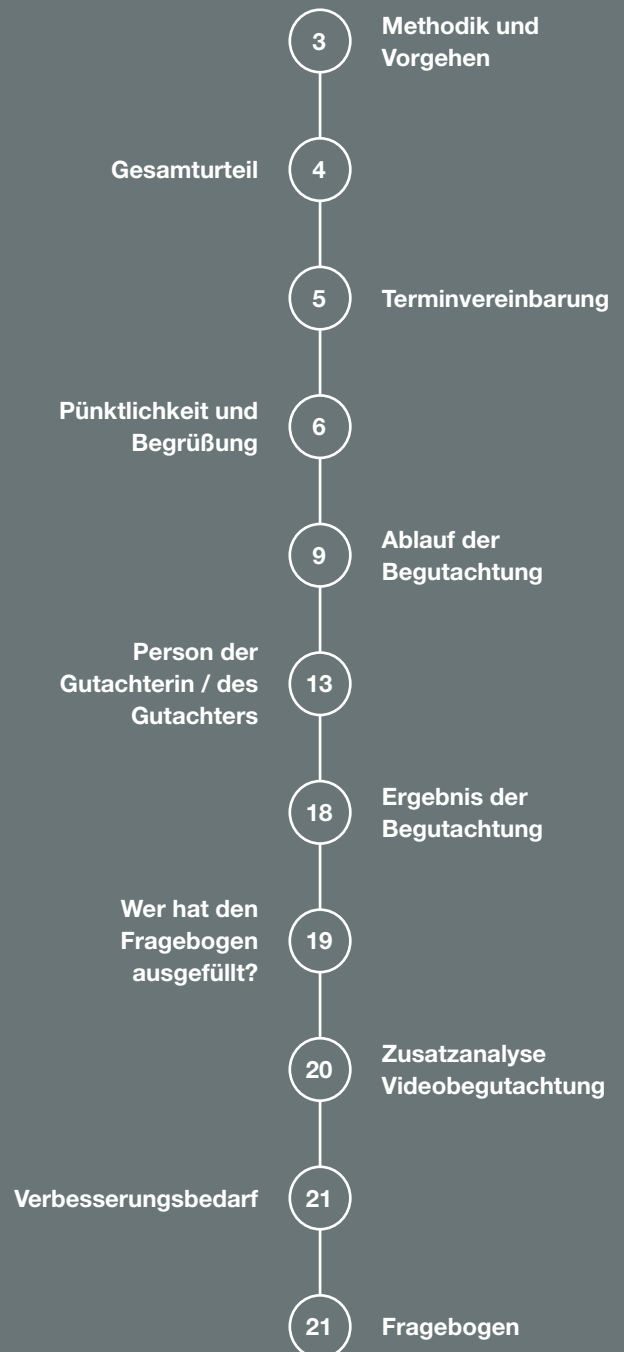 3
Methodik und
Vorgehen
Gesamturteil
4
5
Terminvereinbarung
Pünktlichkeit und
Begrüßung
6
9
Ablauf der
Begutachtung
Person der
Gutachterin / des
Gutachters
13
18
Ergebnis der
Begutachtung
Wer hat den
Fragebogen
ausgefüllt?
19
20
Zusatzanalyse
Videobegutachtung
Verbesserungsbedarf
21
21
Fragebogen